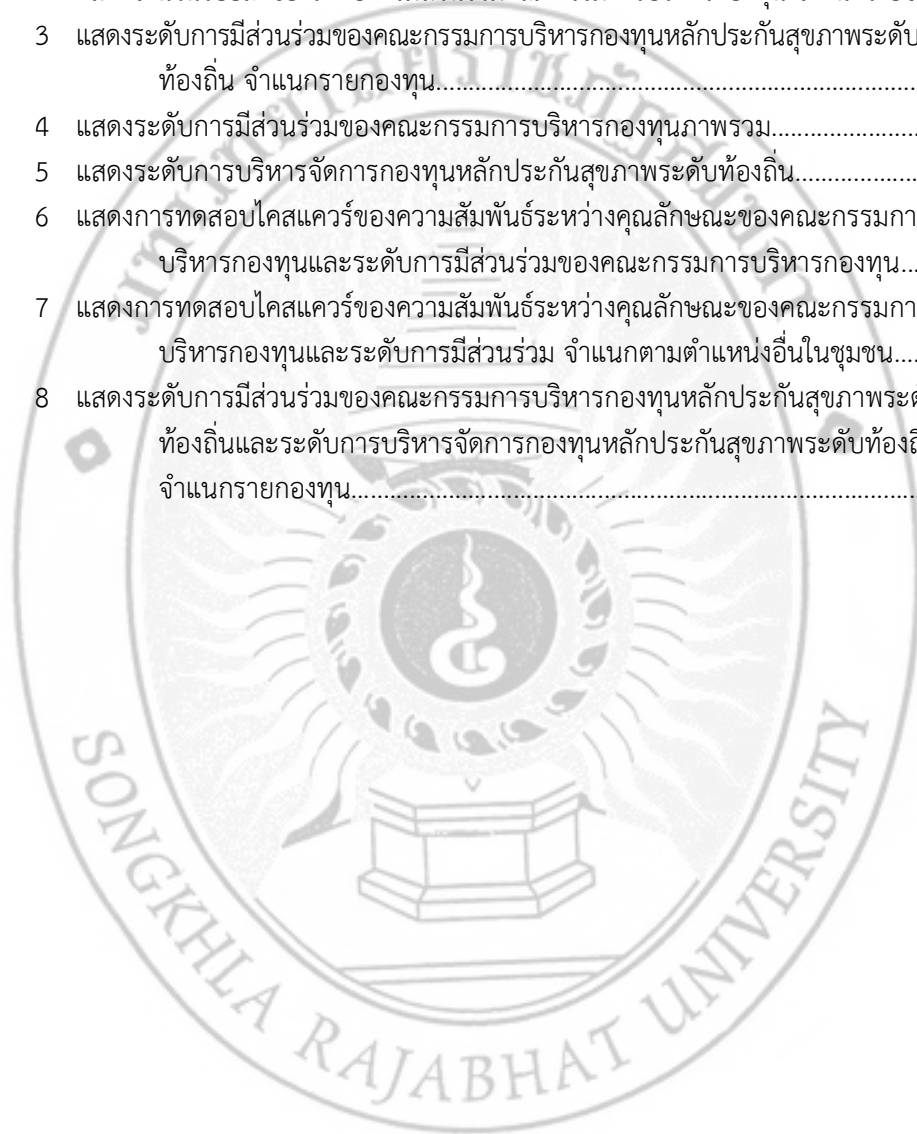 3 แสดงระดับการมีส่วนร่วมของคณะกรรมการบริหารกองทุนหลักประกันสุขภาพระดับ
ท้องถิ่น จำแนกรายกองทุน
4 แสดงระดับการมีส่วนร่วมของคณะกรรมการบริหารกองทุนภาพรวม
5 แสดงระดับการบริหารจัดการกองทุนหลักประกันสุขภาพระดับท้องถิ่น
6 แสดงการทดสอบไคสแควร์ของความสัมพันธ์ระหว่างคุณลักษณะของคณะกรรมกา
บริหารกองทุนและระดับการมีส่วนร่วมของคณะกรรมการบริหารกองทุน
7 แสดงการทดสอบไคสแควร์ของความสัมพันธ์ระหว่างคุณลักษณะของคณะกรรมกา
บริหารกองทุนและระดับการมีส่วนร่วม จำแนกตามตำแหน่งอื่นในชุมชน
8 แสดงระดับการมีส่วนร่วมของคณะกรรมการบริหารกองทุนหลักประกันสุขภาพระดั
ท้องถิ่นและระดับการบริหารจัดการกองทุนหลักประกันสุขภาพระดับท้องถิ่
จำแนกรายกองทุน
มหาวิทยาลัยราชภัฏสงขลา
SONGKHLA RAJABHAT UNIVERSITY